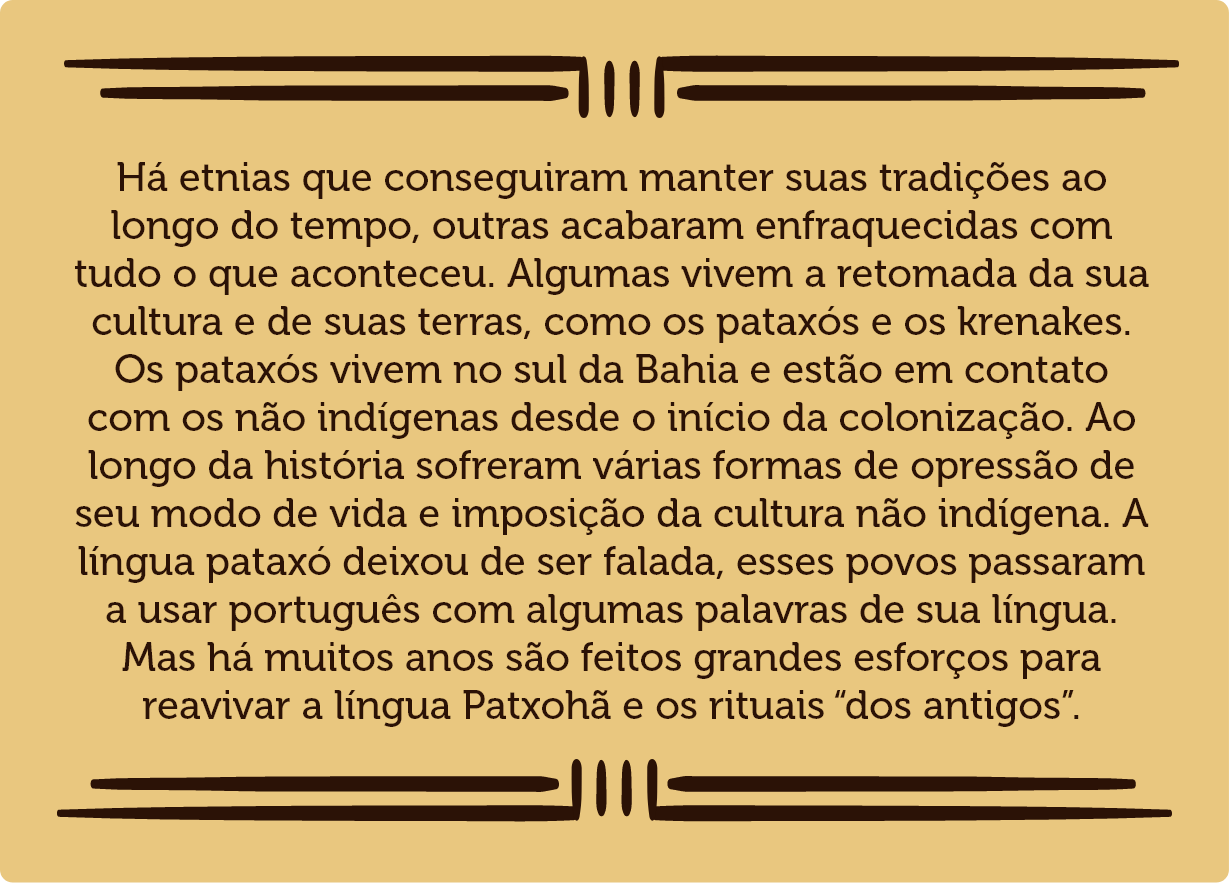 Há etnias que conseguiram manter suas tradições ao
longo do tempo, outras acabaram enfraquecidas com
tudo o que aconteceu. Algumas vivem a retomada da sua
cultura e de suas terras, como os pataxós e os krenakes.
Os pataxós vivem no sul da Bahia e estão em contato
com os não indígenas desde o início da colonização. Ao
longo da história sofreram várias formas de opressão de
seu modo de vida e imposição da cultura não indígena. A
língua pataxó deixou de ser falada, esses povos passaram
a usar português com algumas palavras de sua língua.
Mas há muitos anos são feitos grandes esforços para
reavivar a língua Patxohã e os rituais “dos antigos”.